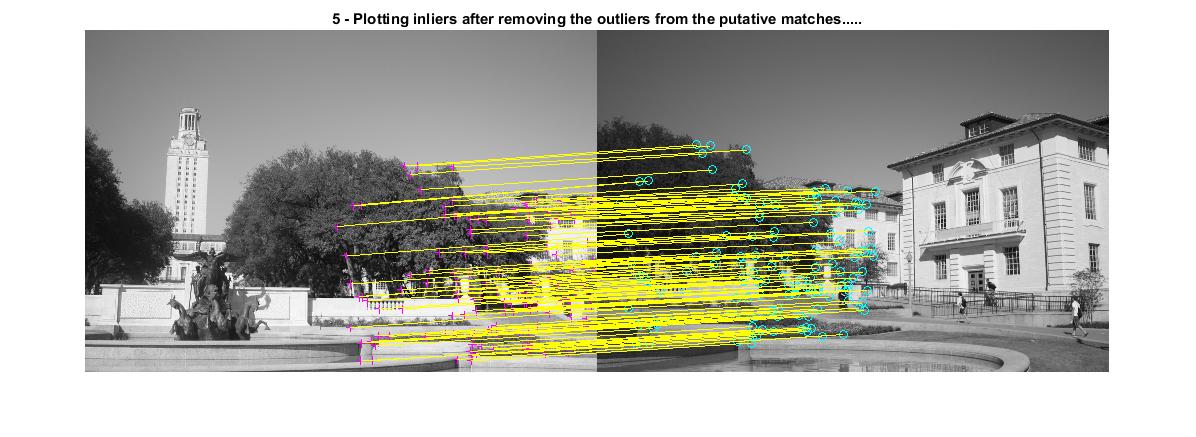 5 - Plotting inliers after removing the outliers from the putative matches.....